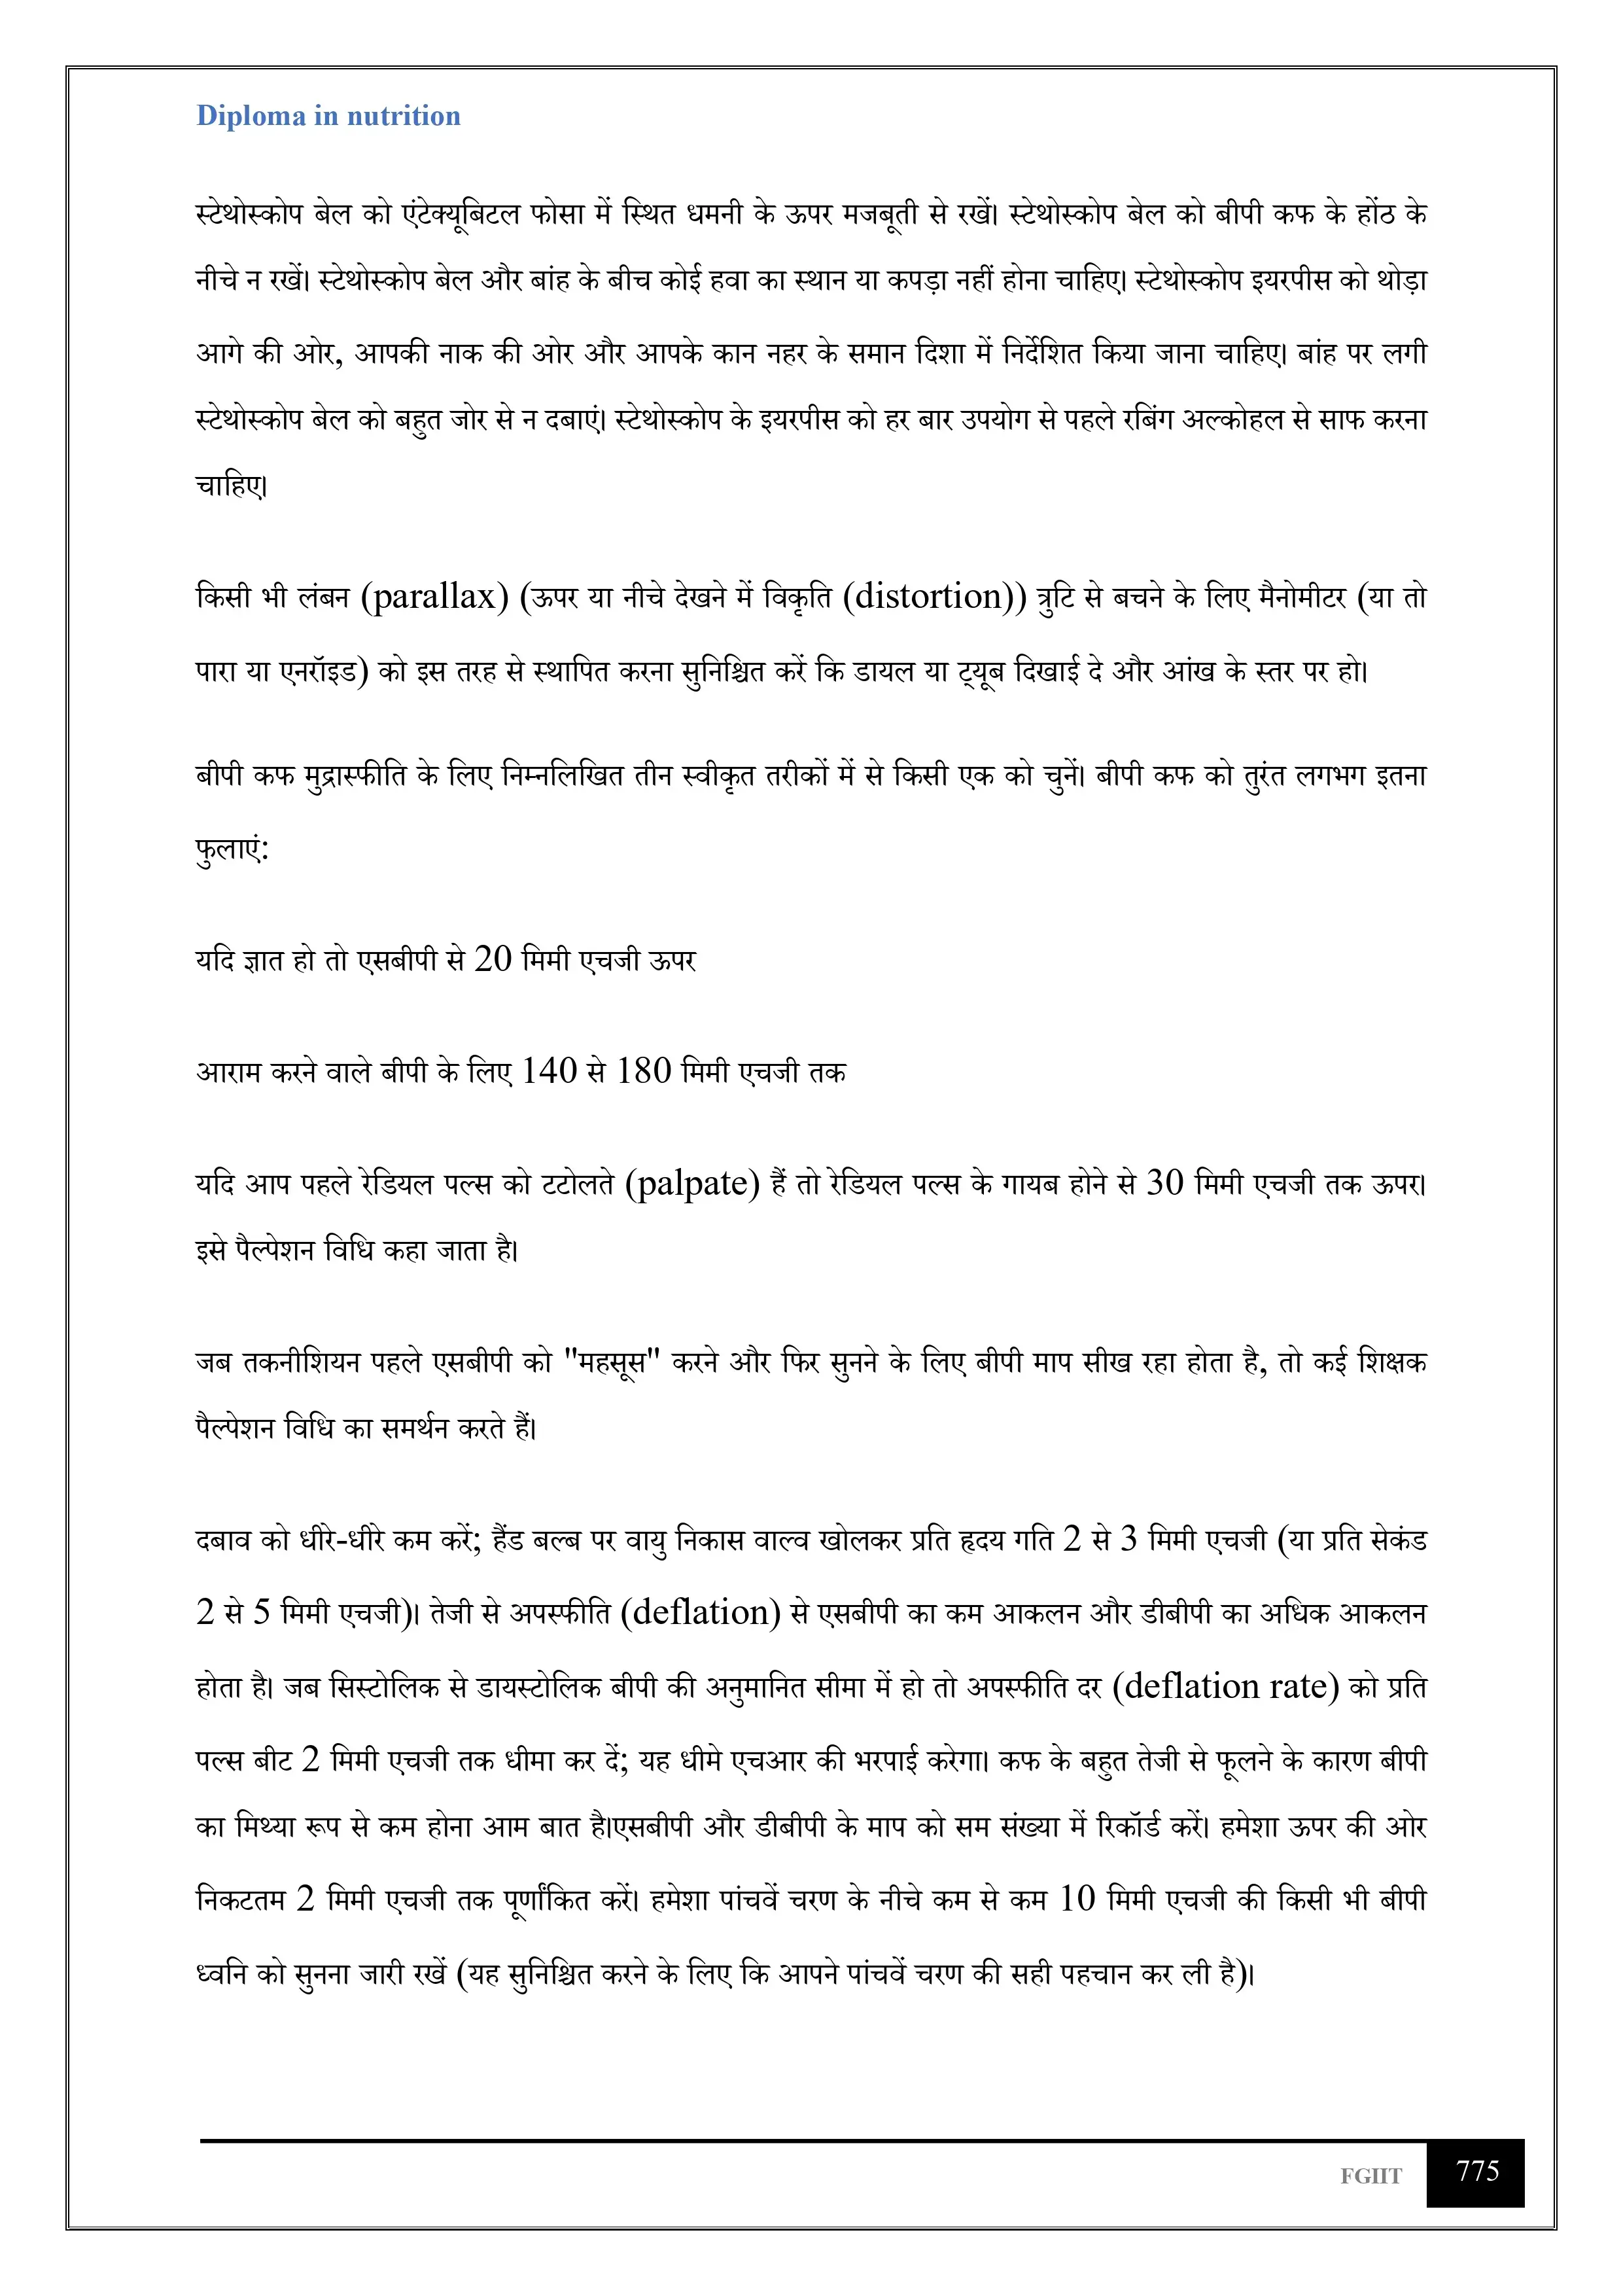 Diploma in nutrition
स्टेथोस्कोप बेल को एंटेक्यूबिटल फोसा में स्थित धमनी के ऊपर मजबूती से रखें। स्टेथोस्कोप बेल को बीपी कफ के होंठ के
नीचे न रखें। स्टेथोस्कोप बेल और बांह के बीच कोई हवा का स्थान या कपड़ा नहीं होना चाहिए। स्टेथोस्कोप इयरपीस को थोड़ा
आगे की ओर, आपकी नाक की ओर और आपके कान नहर के समान दिशा में निर्देशित किया जाना चाहिए। बांह पर लगी
स्टेथोस्कोप बेल को बहुत जोर से न दबाएं। स्टेथोस्कोप के इयरपीस को हर बार उपयोग से पहले रबिंग अल्कोहल से साफ करना
चाहिए।
किसी भी लंबन (parallax) (ऊपर या नीचे देखने में विकृति (distortion)) त्रुटि से बचने के लिए मैनोमीटर (या तो
पारा या एनरॉइड) को इस तरह से स्थापित करना सुनिश्चित करें कि डायल या ट्यूब दिखाई दे और आंख के स्तर पर हो।
बीपी कफ मुद्रास्फीति के लिए निम्नलिखित तीन स्वीकृत तरीकों में से किसी एक को चुनें। बीपी कफ को तुरंत लगभग इतना
फुलाएं:
यदि ज्ञात हो तो एसबीपी से 20 मिमी एचजी ऊपर
आराम करने वाले बीपी के लिए 140 से 180 मिमी एचजी तक
यदि आप पहले रेडियल पल्स को टटोलते (palpate) हैं तो रेडियल पल्स के गायब होने से 30 मिमी एचजी तक ऊपर।
इसे पैल्पेशन विधि कहा जाता है।
जब तकनीशियन पहले एसबीपी को "महसूस" करने और फिर सुनने के लिए बीपी माप सीख रहा होता है, तो कई शिक्षक
पैल्पेशन विधि का समर्थन करते हैं।
दबाव को धीरे-धीरे कम करें; हैंड बल्ब पर वायु निकास वाल्व खोलकर प्रति हृदय गति 2 से 3 मिमी एचजी (या प्रति सेकंड
2 से 5 मिमी एचजी)। तेजी से अपस्फीति (deflation) से एसबीपी का कम आकलन और डीबीपी का अधिक आकलन
होता है। जब सिस्टोलिक से डायस्टोलिक बीपी की अनुमानित सीमा में हो तो अपस्फीति दर (deflation rate) को प्रति
पल्स बीट 2 मिमी एचजी तक धीमा कर दें; यह धीमे एचआर की भरपाई करेगा। कफ के बहुत तेजी से फूलने के कारण बीपी
का मिथ्या रूप से कम होना आम बात है।एसबीपी और डीबीपी के माप को सम संख्या में रिकॉर्ड करें। हमेशा ऊपर की ओर
निकटतम 2 मिमी एचजी तक पूर्णांकित करें। हमेशा पांचवें चरण के नीचे कम से कम 10 मिमी एचजी की किसी भी बीपी
ध्वनि को सुनना जारी रखें (यह सुनिश्चित करने के लिए कि आपने पांचवें चरण की सही पहचान कर ली है)।
FGIIT 775